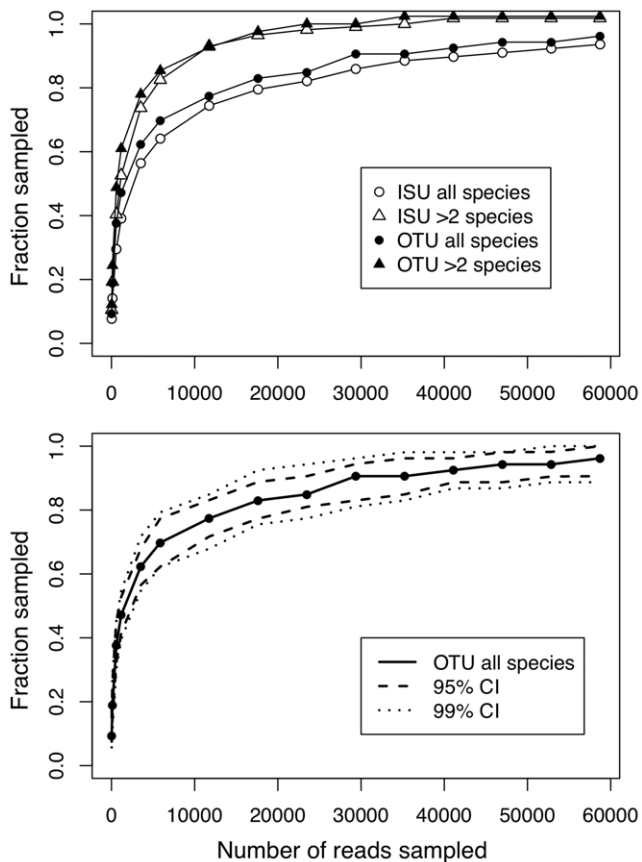 1.0
0.8
0.6
0.4
0.2
0.0
Fraction sampled
ISU all species
ISU >2 species
OTU all species
OTU >2 species
0 10000 20000 30000 40000 50000 60000
1.0
0.8
0.6
0.4
0.2
0.0
Fraction sampled
OTU all species
95% CI
99% CI
0 10000 20000 30000 40000 50000 60000
Number of reads sampled